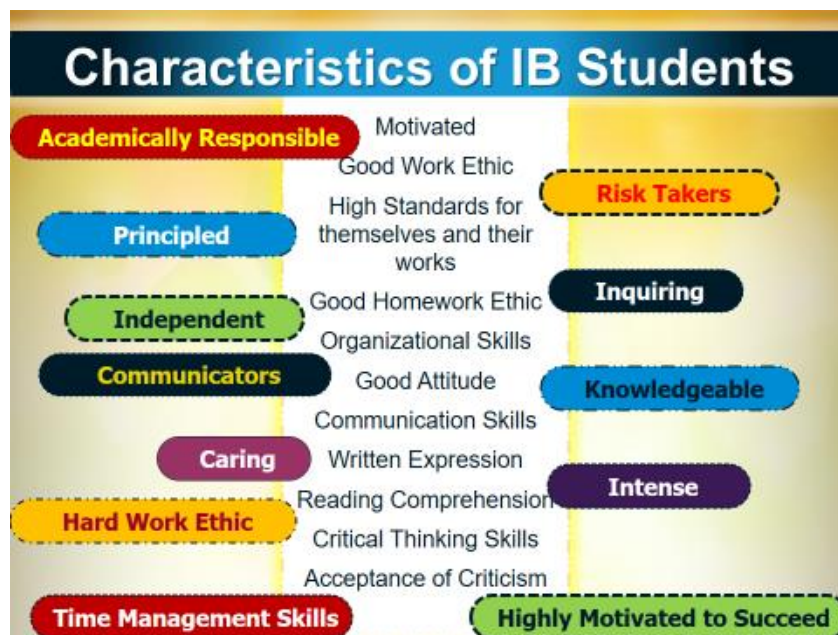 Characteristics of IB Students
Academically Responsible
Motivated
Good Work Ethic
Risk Takers
High Standards for
themselves and their
works
Principled
Inquiring
Good Homework Ethic
Independent
Organizational Skills
Communicators
Good Attitude
Knowledgeable
Communication Skills
Caring
Written Expression
Intense
Reading Comprehension
Hard Work Ethic
Critical Thinking Skills
Acceptance of Criticism
Time Management Skills
Highly Motivated to Succeed